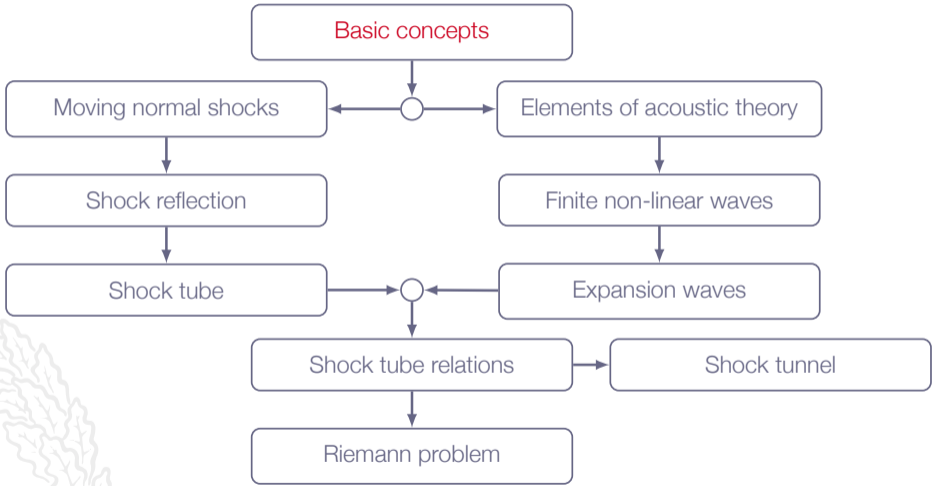 Basic concepts
Moving normal shocks
Elements of acoustic theory
Shock reflection
Finite non-linear waves
Shock tube
Expansion waves
Shock tube relations
Shock tunnel
Riemann problem